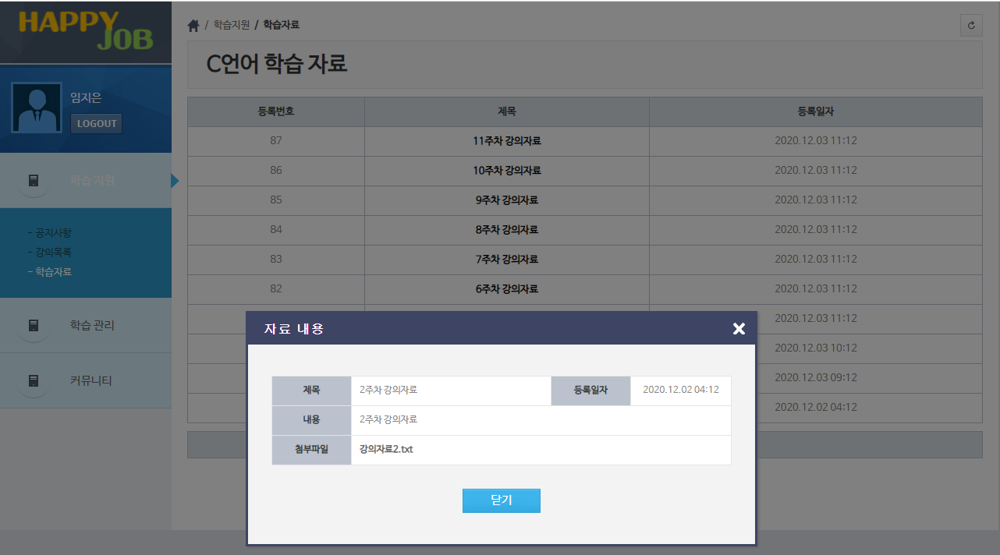 HAPPY
JOB
임지은
LOGOUT
학습 지원
- 공지사항
- 강의목록
- 학습자료
학습 관리
커뮤니티
/ 학습지원 / 학습자료
C언어 학습 자료
등록번호 제목 등록일자
87 11주차 강의자료 2020.12.03 11:12
86 10주차 강의자료 2020.12.03 11:12
85 9주차 강의자료 2020.12.03 11:12
84 8주차 강의자료 2020.12.03 11:12
83 7주차 강의자료 2020.12.03 11:12
82 6주차 강의자료 2020.12.03 11:12
2020.12.03 11:12
2020.12.03 10:12
2020.12.03 09:12
2020.12.02 04:12
자료 내용
제목 2주차 강의자료 등록일자 2020.12.02 04:12
내용 2주차 강의자료
첨부파일 강의자료2.txt
닫기